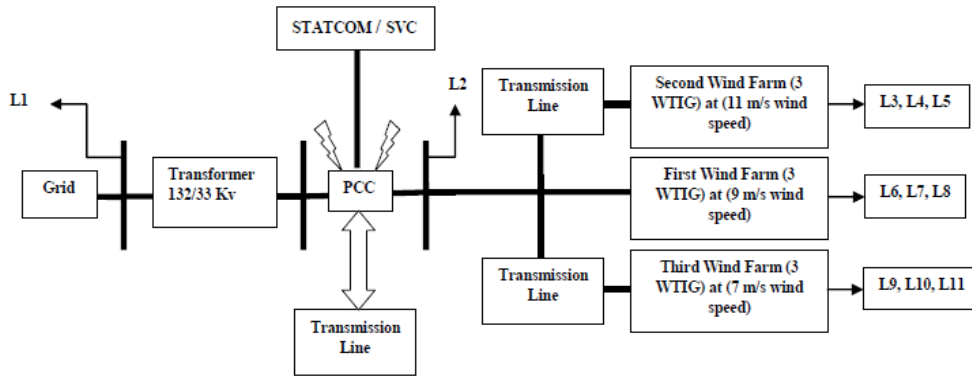 STATCOM / SVC
L1
Grid
Transformer
132/33 Kv
PCC
Transmission
Line
L2
Transmission
Line
Second Wind Farm (3
WTIG) at (11 m/s wind
speed)
L3, L4, L5
First Wind Farm (3
WTIG) at (9 m/s wind
speed)
L6, L7, L8
Transmission
Line
Third Wind Farm (3
WTIG) at (7 m/s wind
speed)
L9, L10, L11